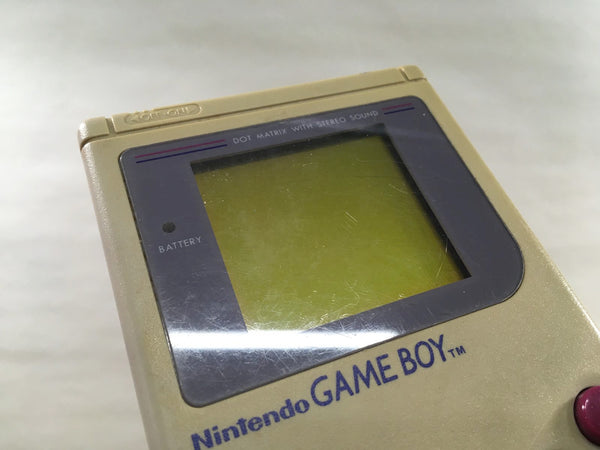 DOT MATRIX WITH STEREO SOUND
BATTERY
Nintendo GAME BOY™